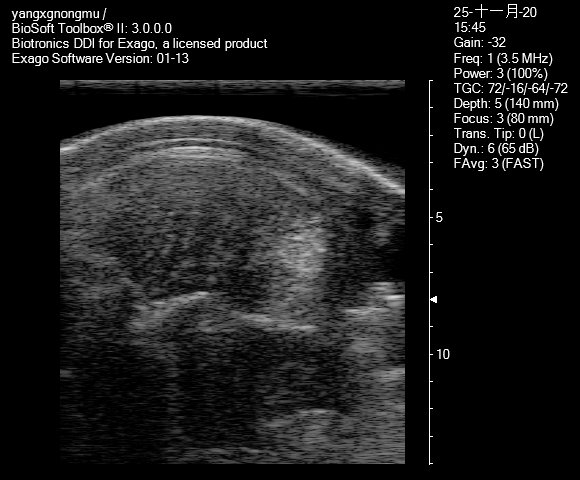 yangxgnongmu /
BioSoft Toolbox® II: 3.0.0.0
Biotronics DDI for Exago, a licensed product
Exago Software Version: 01-13
25-十一月-20
15:45
Gain: -32
Freq: 1 (3.5 MHz)
Power: 3 (100%)
TGC: 72/-16/-64/-72
Depth: 5 (140 mm)
Focus: 3 (80 mm)
Trans. Tip: 0 (L)
Dyn.: 6 (65 dB)
FAvg: 3 (FAST)
5
10